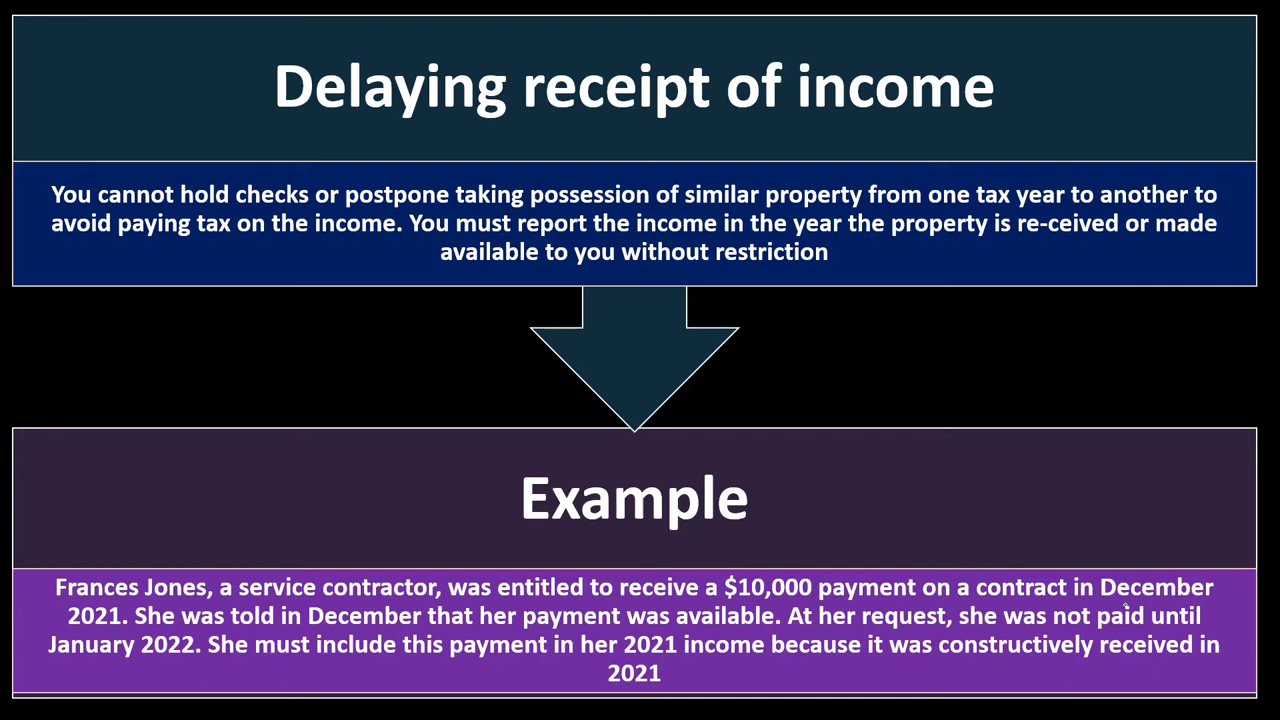 Delaying receipt of income
You cannot hold checks or postpone taking possession of similar property from one tax year to another to
avoid paying tax on the income. You must report the income in the year the property is re-ceived or made
available to you without restriction
Example
Frances Jones, a service contractor, was entitled to receive a $10,000 payment on a contract in December
2021. She was told in December that her payment was available. At her request, she was not paid until
January 2022. She must include this payment in her 2021 income because it was constructively received in
2021